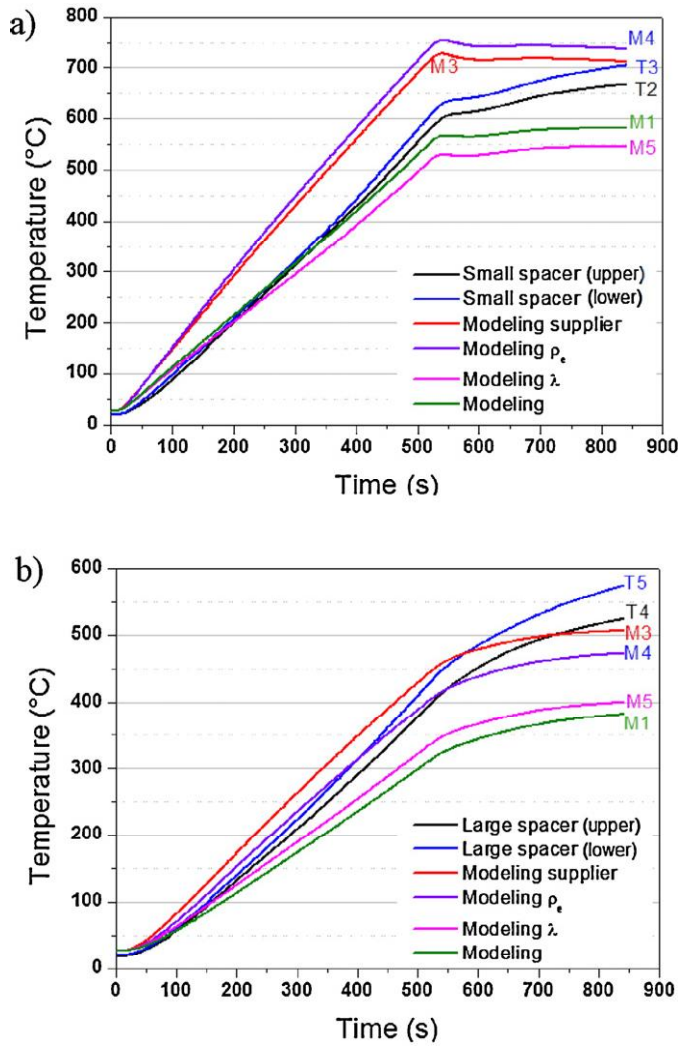 a)
800
700
600
500
400
300
200
100
0
Temperature (°C)
M4
M3
T3
T2
M1
M5
Small spacer (upper)
Small spacer (lower)
Modeling supplier
Modeling ρe
Modeling λ
Modeling
0 100 200 300 400 500 600 700 800 900
Time (s)
b)
600
500
400
300
200
100
0
Temperature (°C)
T5
T4
M3
M4
M5
M1
Large spacer (upper)
Large spacer (lower)
Modeling supplier
Modeling ρe
Modeling λ
Modeling
0 100 200 300 400 500 600 700 800 900
Time (s)